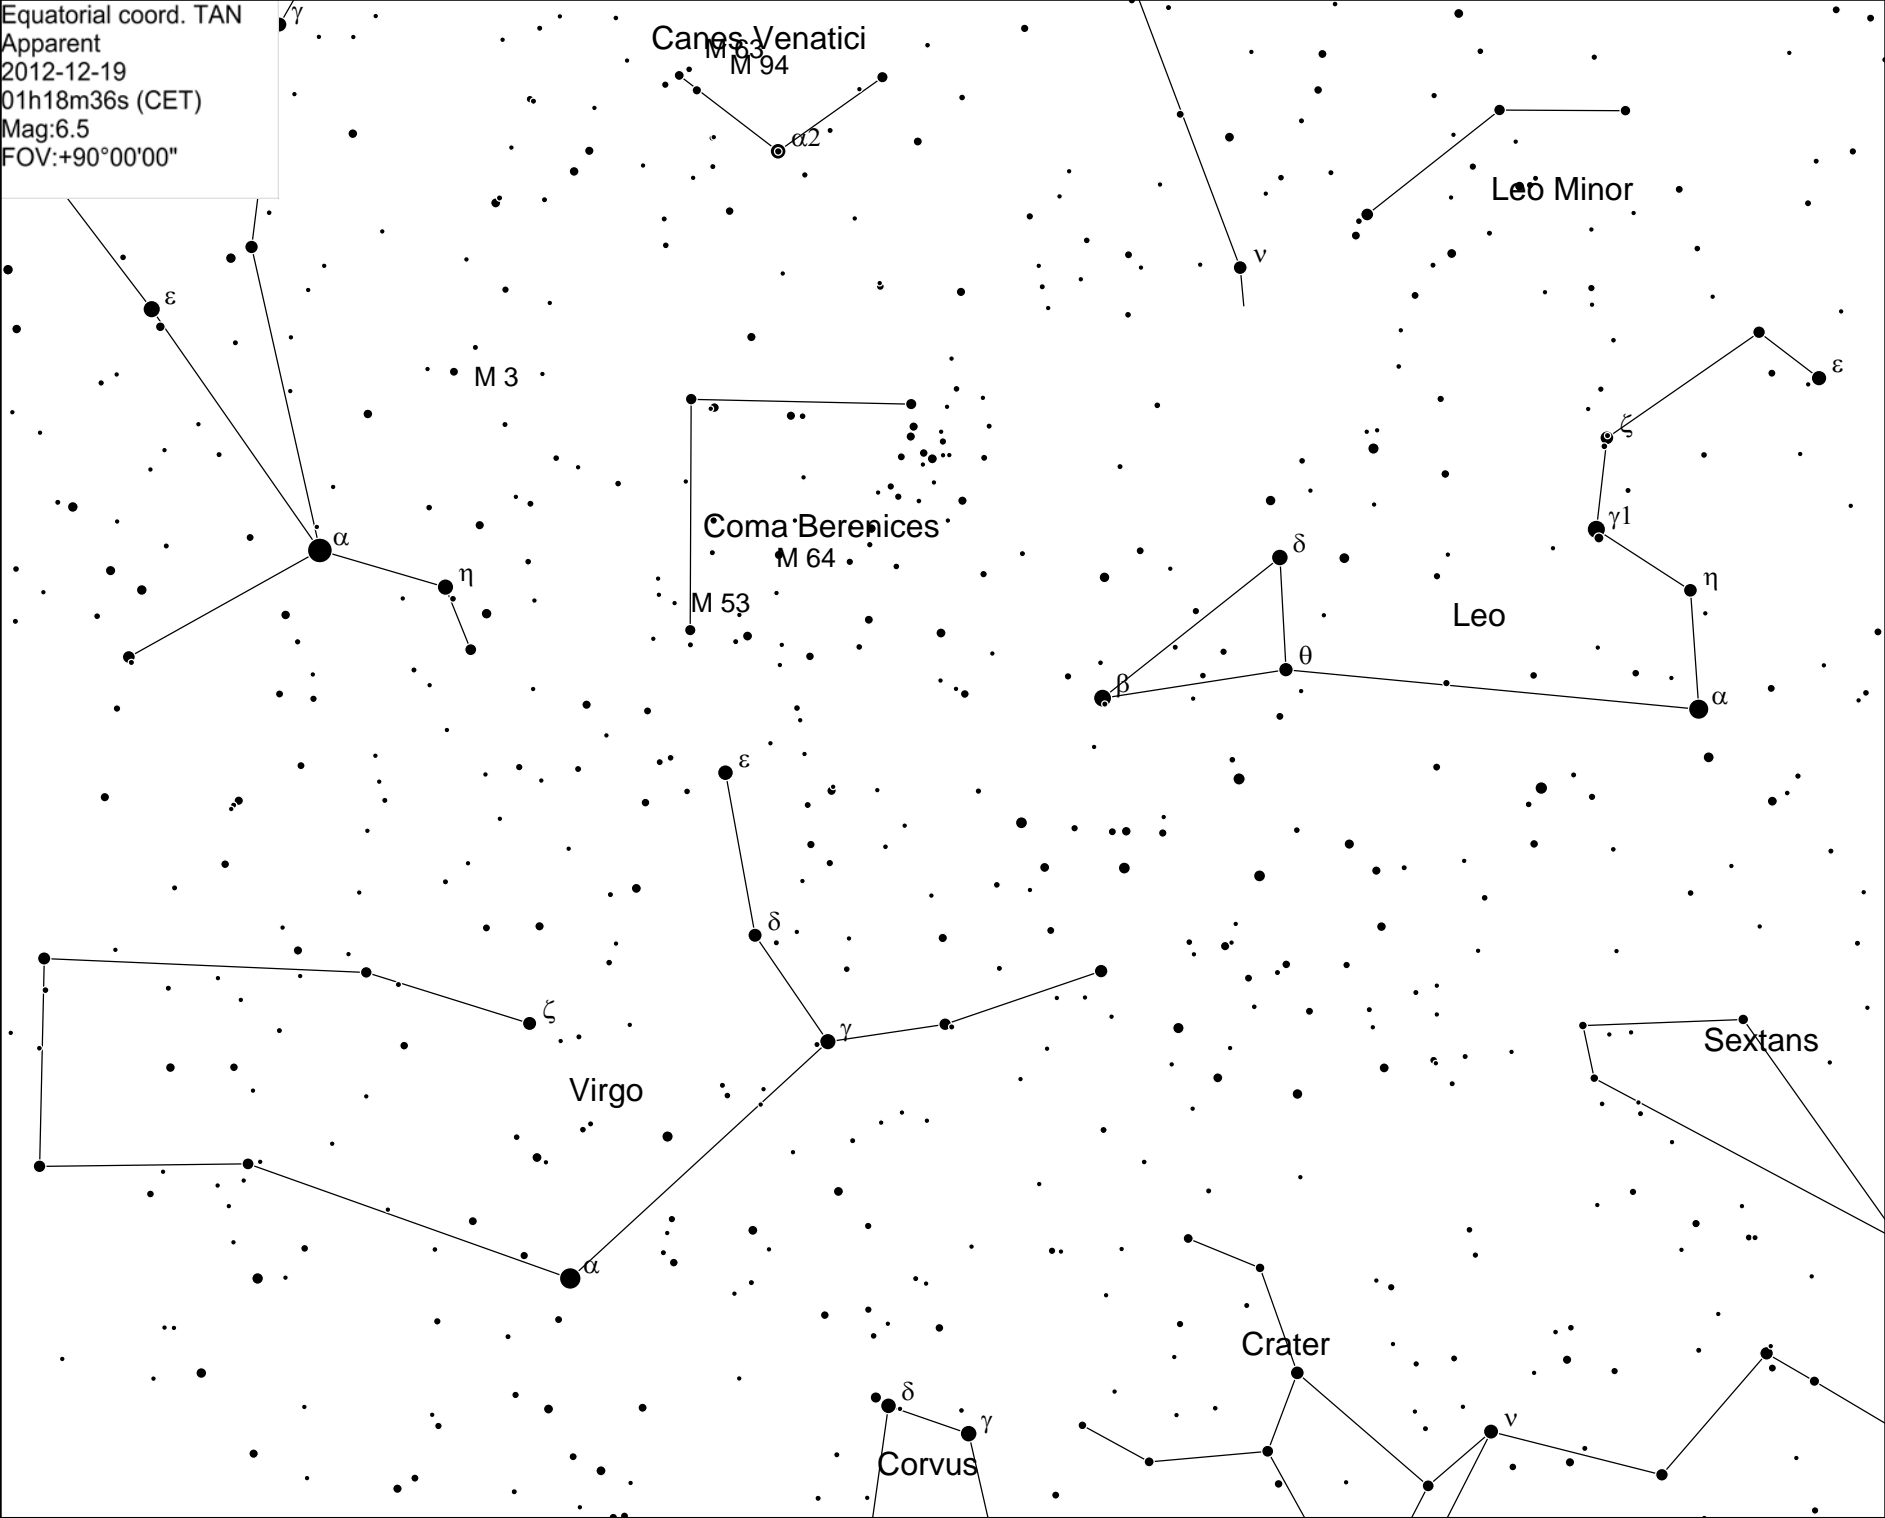 Equatorial coord. TAN
Apparent
2012-12-19
01h18m36s (CET)
Mag:6.5
FOV:+90°00'00"
γ
Canes Venatici
M 63
M 94
α2
Leo Minor
ν
ε
M 3
ε
ζ
γ1
Coma Berenices
α
δ
M 64
η
η
M 53
Leo
θ
β
α
ε
δ
ζ
γ
Sextans
Virgo
α
Crater
δ
γ
ν
Corvus